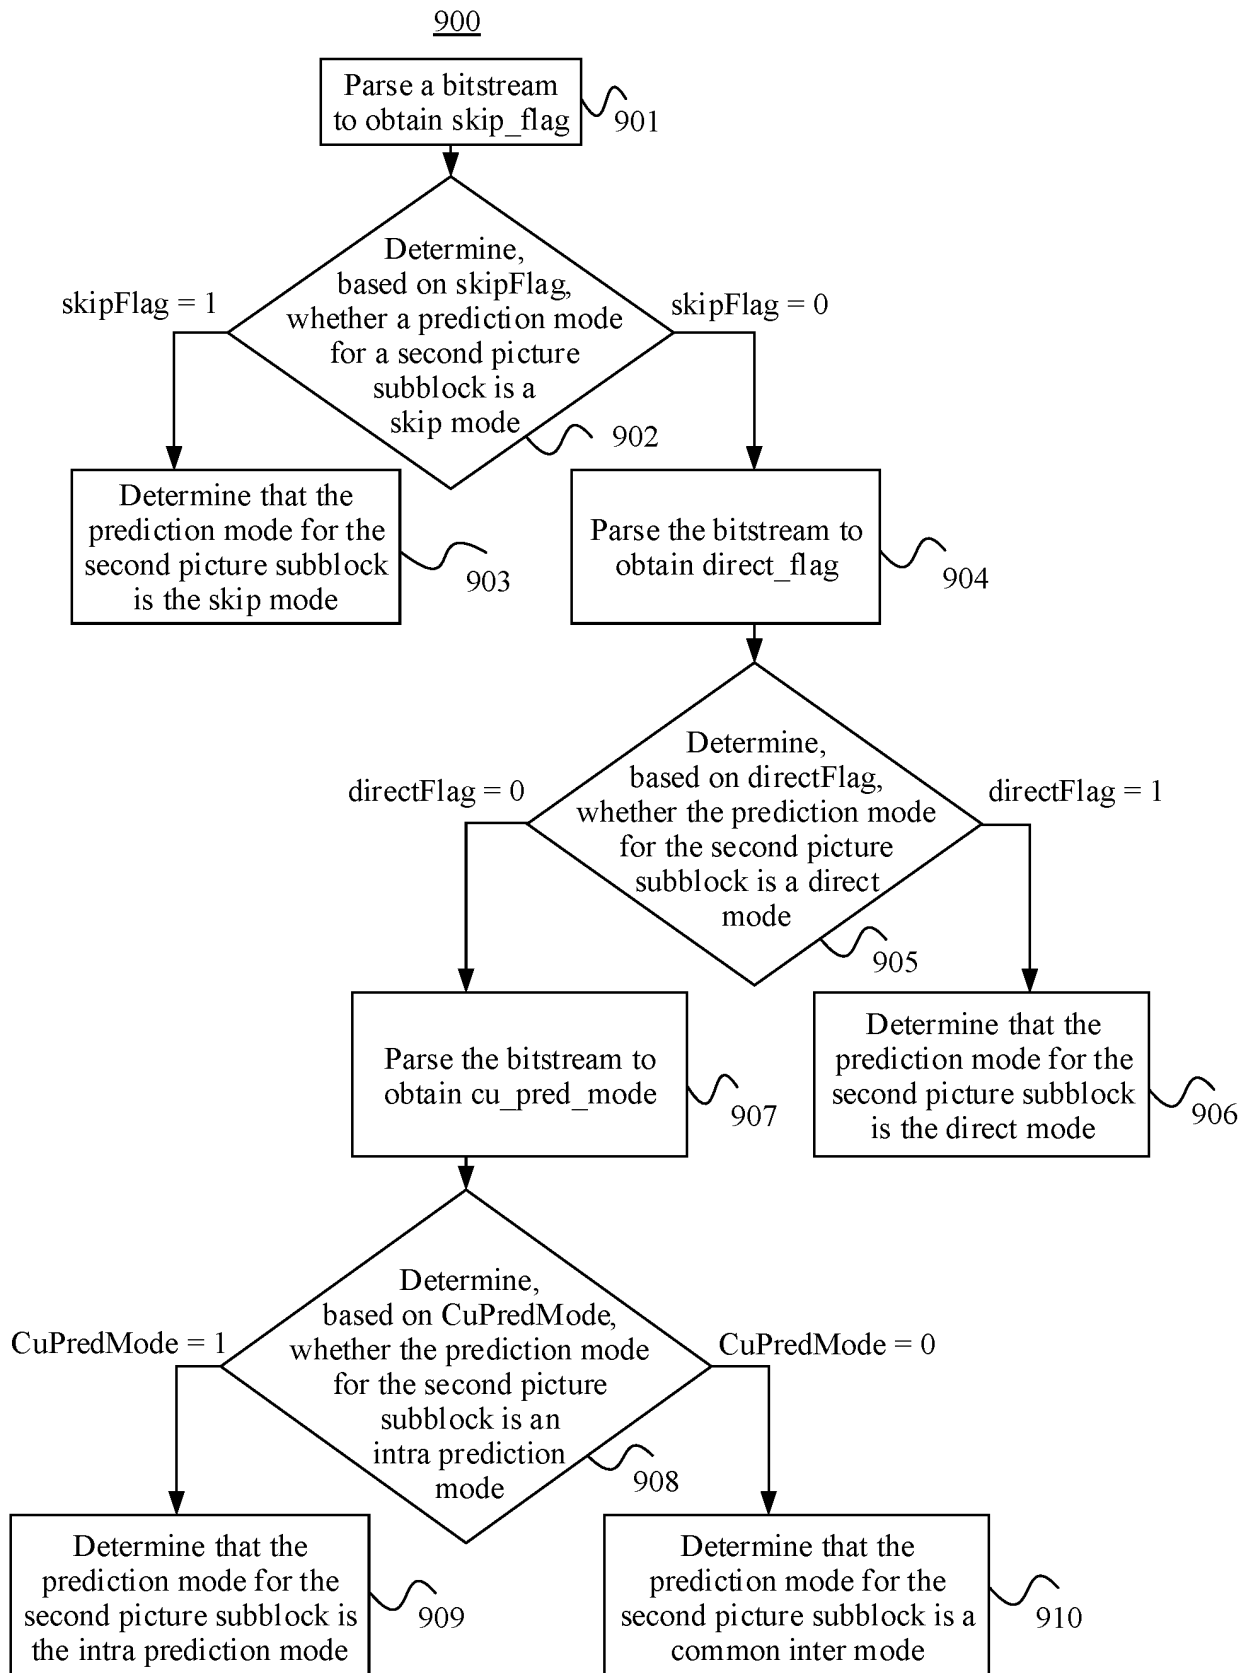 900
Parse a bitstream
to obtain skip_flag
901
Determine,
based on skipFlag,
whether a prediction mode
for a second picture
subblock is a
skip mode
902
skipFlag = 1
skipFlag = 0
Determine that the
prediction mode for the
second picture subblock
is the skip mode
903
Parse the bitstream to
obtain direct_flag
904
Determine,
based on directFlag,
whether the prediction mode
for the second picture
subblock is a direct
mode
905
directFlag = 0
directFlag = 1
Parse the bitstream to
obtain cu_pred_mode
907
Determine that the
prediction mode for the
second picture subblock
is the direct mode
906
Determine,
based on CuPredMode,
whether the prediction mode
for the second picture
subblock is an
intra prediction
mode
908
CuPredMode = 1
CuPredMode = 0
Determine that the
prediction mode for the
second picture subblock is
the intra prediction mode
909
Determine that the
prediction mode for the
second picture subblock is a
common inter mode
910